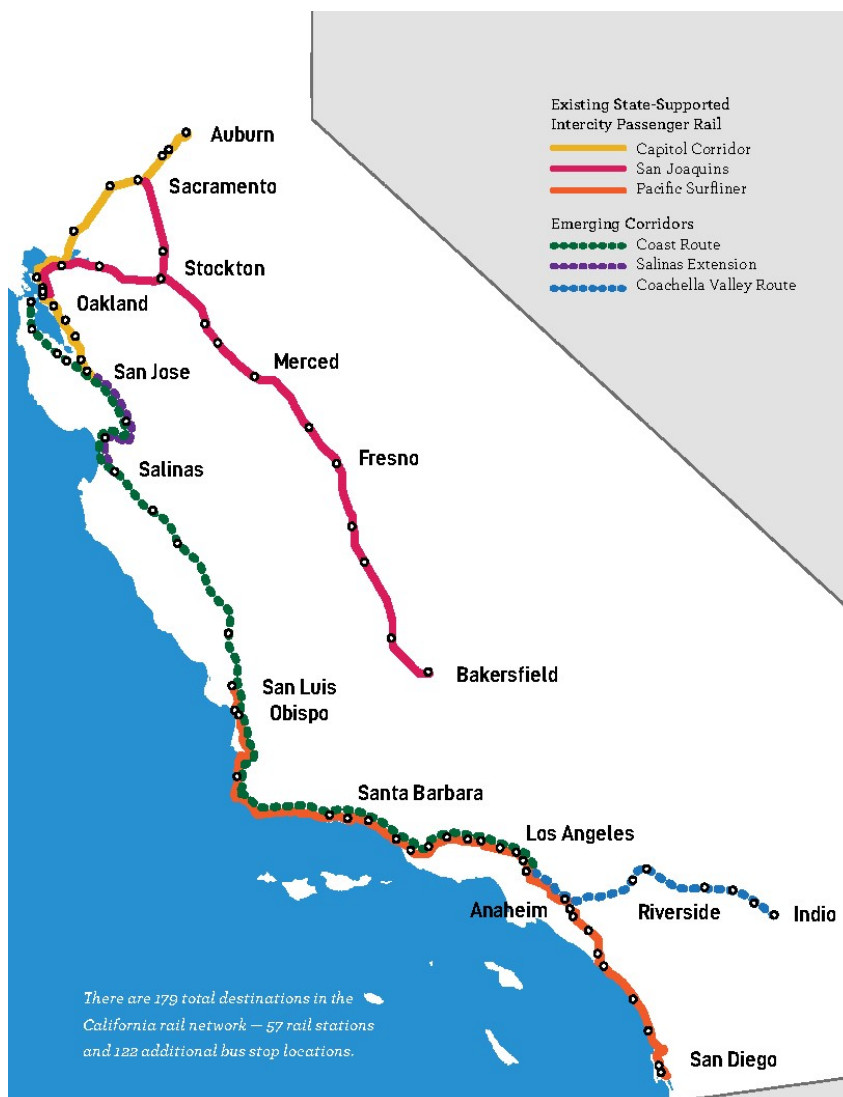 Existing State-Supported
Intercity Passenger Rail
Capitol Corridor
San Joaquins
Pacific Surfliner
Emerging Corridors
Coast Route
Salinas Extension
Coachella Valley Route
Auburn
Sacramento
Stockton
Oakland
Merced
San Jose
Fresno
Salinas
Bakersfield
San Luis
Obispo
Santa Barbara
Los Angeles
Anaheim
Riverside
Indio
San Diego
There are 179 total destinations in the
California rail network — 57 rail stations
and 122 additional bus stop locations.